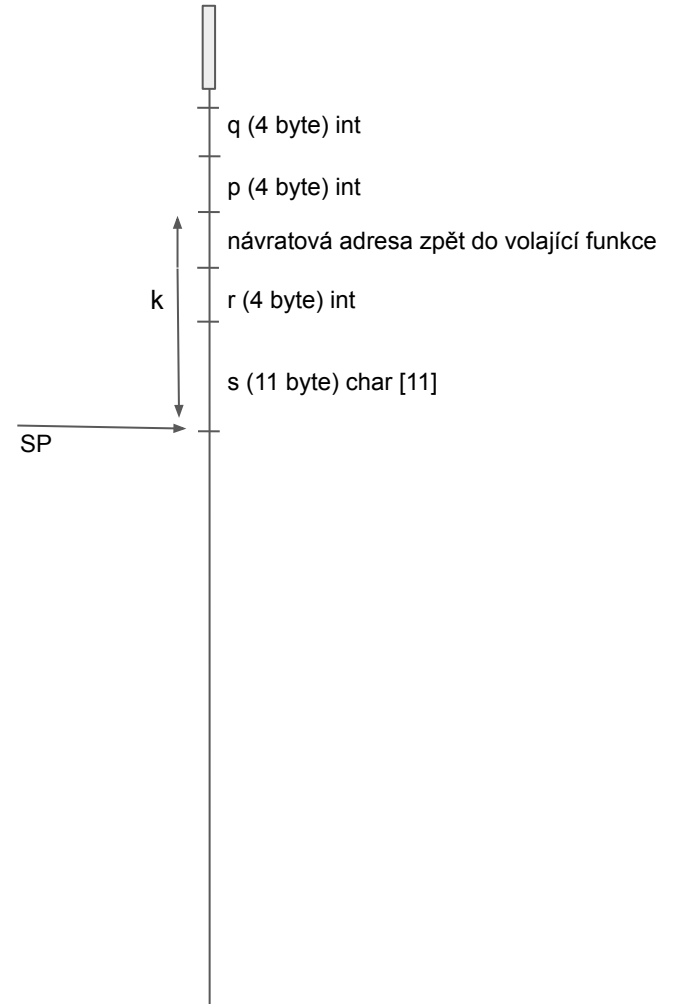 q (4 byte) int
p (4 byte) int
návratová adresa zpět do volající funkce
k
r (4 byte) int
s (11 byte) char [11]
SP